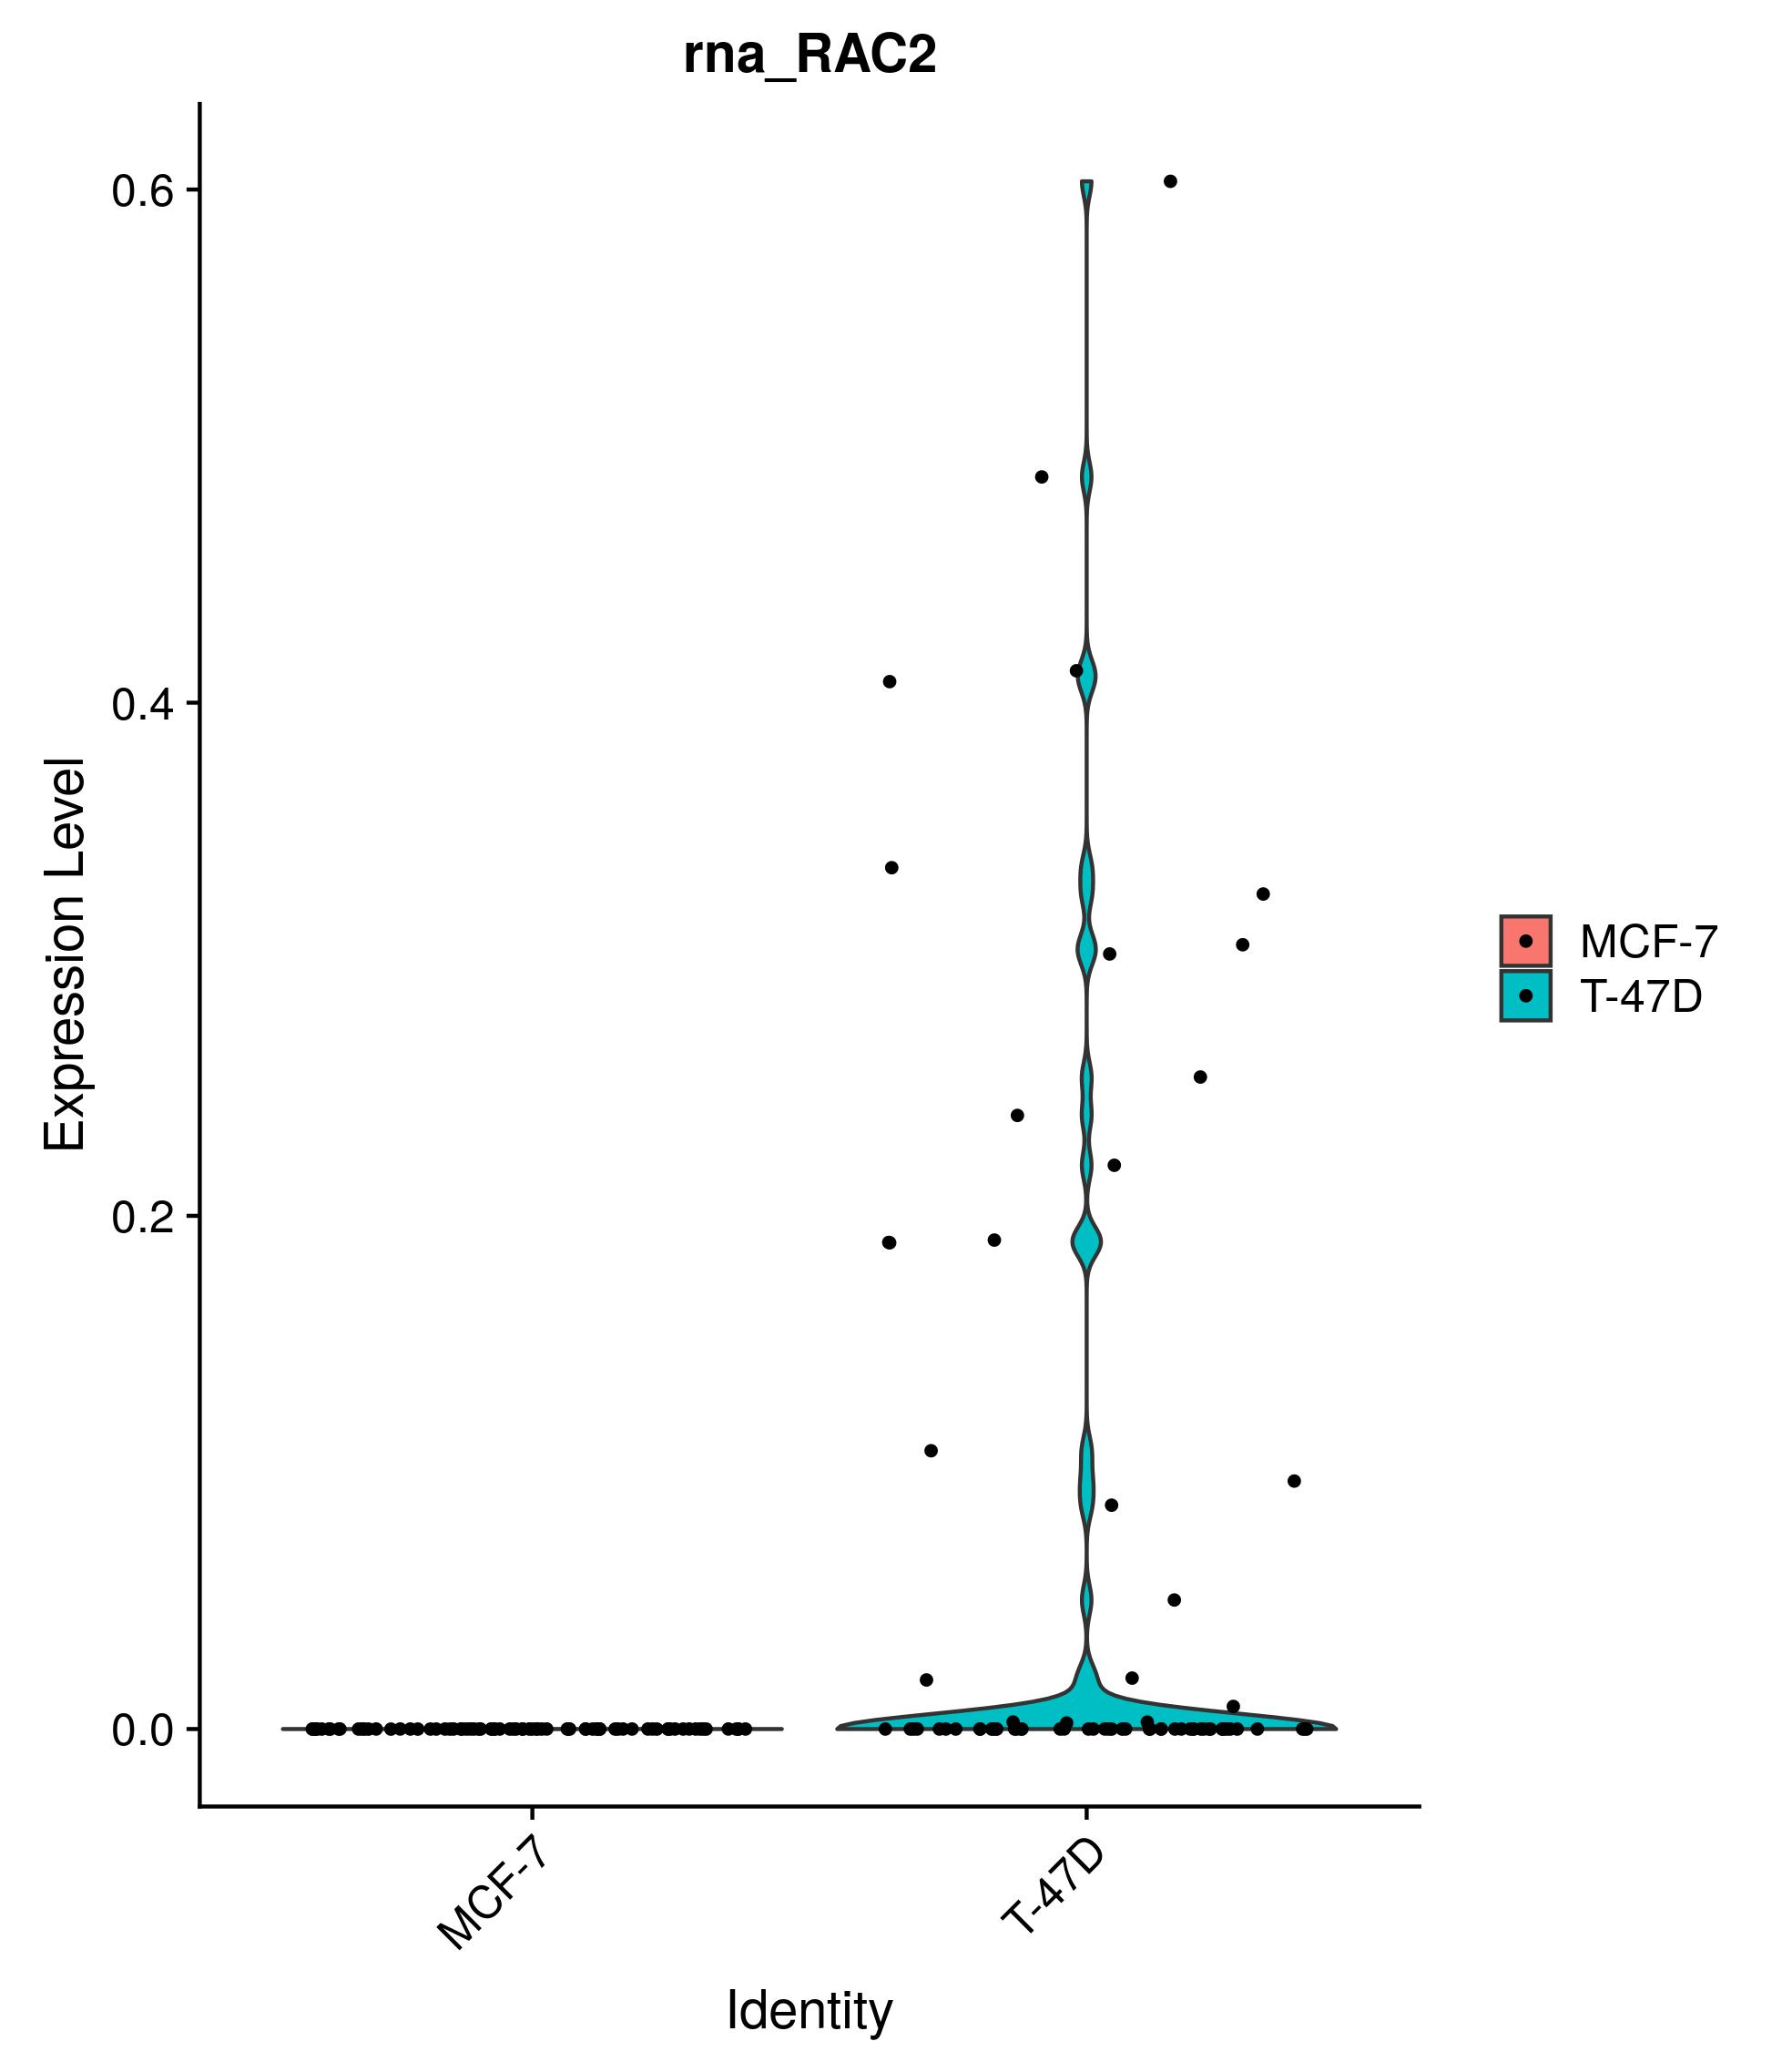 rna_RAC2
Expression Level
0.6
0.4
0.2
0.0
MCF-7
T-47D
Identity
MCF-7
T-47D